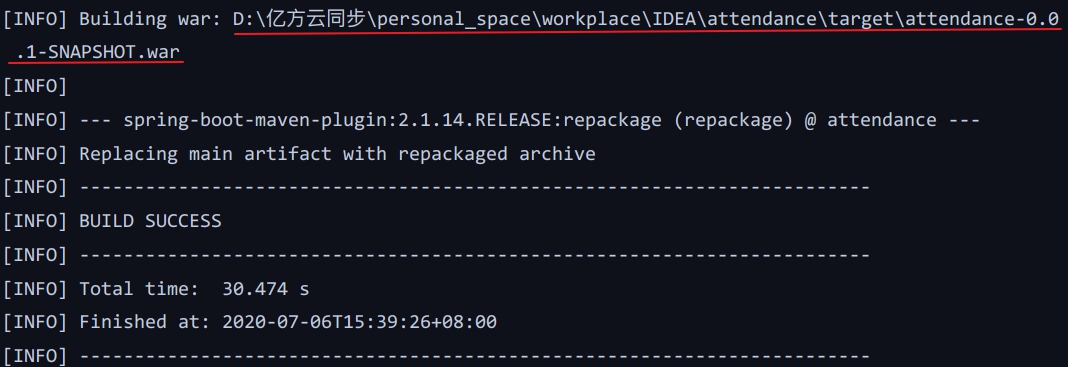 [INFO] Building war: D:\亿方云同步\personal_space\workplace\IDEA\attendance\target\attendance-0.0
.1-SNAPSHOT.war
[INFO]
[INFO] --- spring-boot-maven-plugin:2.1.14.RELEASE:repackage (repackage) @ attendance ---
[INFO] Replacing main artifact with repackaged archive
[INFO] ------------------------------------------------------------------------
[INFO] BUILD SUCCESS
[INFO] ------------------------------------------------------------------------
[INFO] Total time:  30.474 s
[INFO] Finished at: 2020-07-06T15:39:26+08:00
[INFO] ------------------------------------------------------------------------